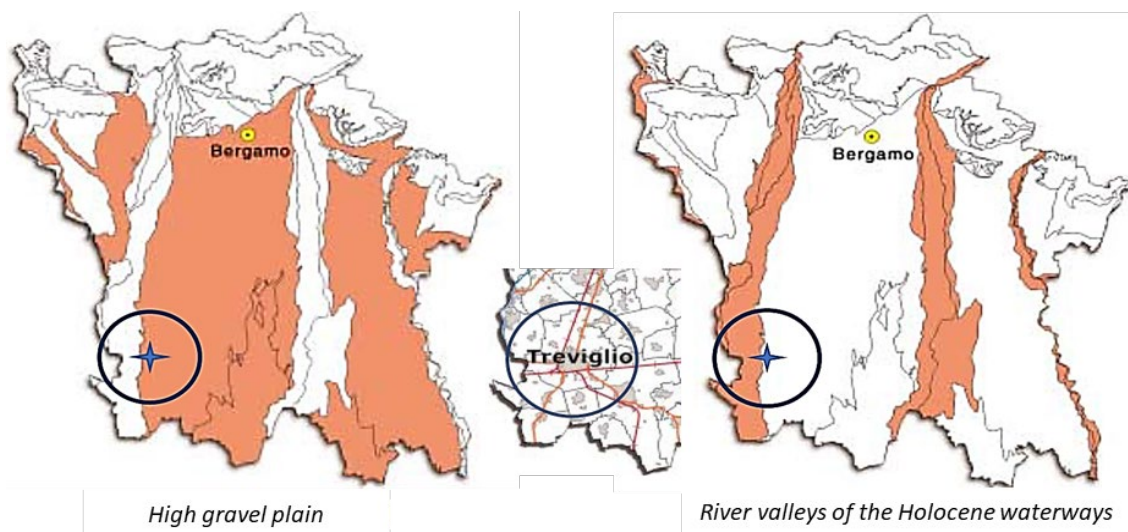 Bergamo
Bergamo
Treviglio
High gravel plain
River valleys of the Holocene waterways